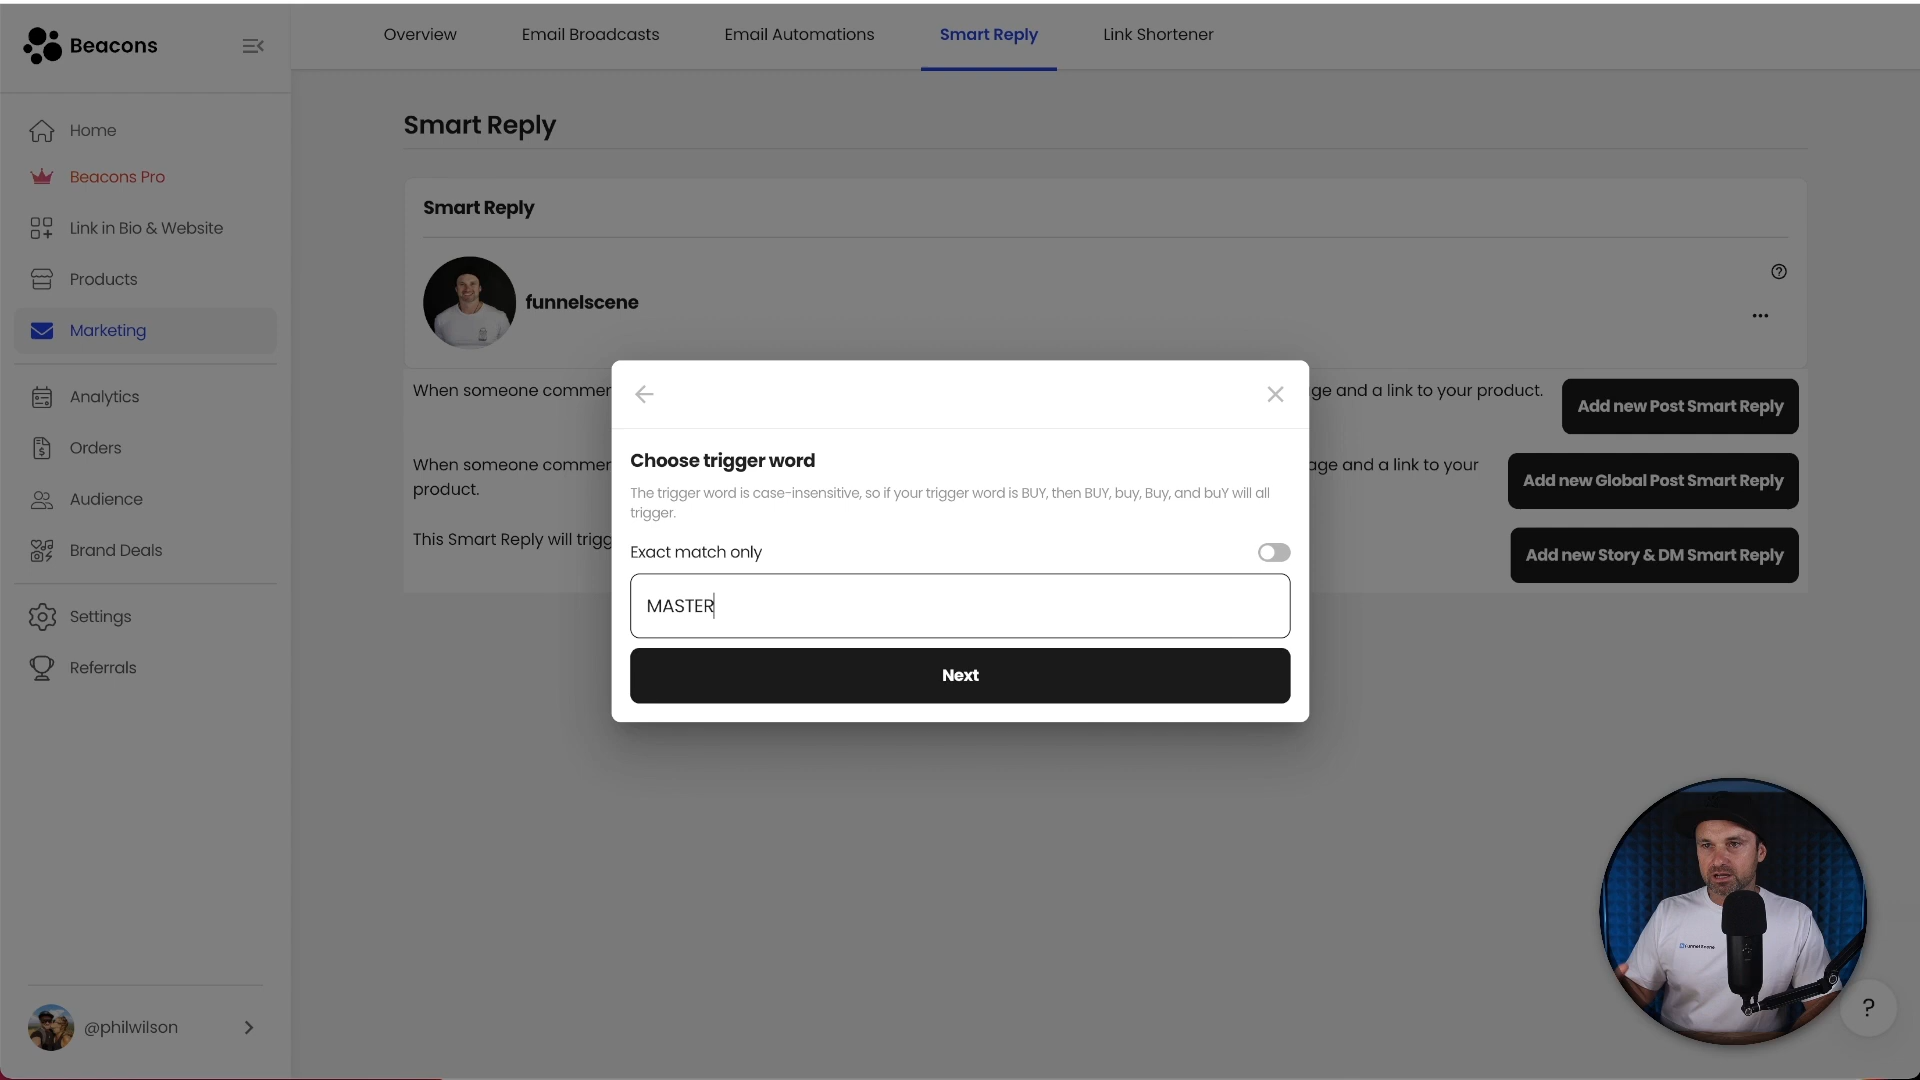 Beacons
Overview
Email Broadcasts
Email Automations
Smart Reply
Link Shortener
Home
Beacons Pro
Link in Bio & Website
Products
Marketing
Analytics
Orders
Audience
Brand Deals
Settings
Referrals
@philwilson
Smart Reply
Smart Reply
funnelscene
When someone commer
ge and a link to your product.
Add new Post Smart Reply
When someone commer
age and a link to your
product.
Add new Global Post Smart Reply
This Smart Reply will trigg
Add new Story & DM Smart Reply
Choose trigger word
The trigger word is case-insensitive, so if your trigger word is BUY, then BUY, buy, Buy, and buY will all
trigger.
Exact match only
MASTER
Next
funnelscene
?